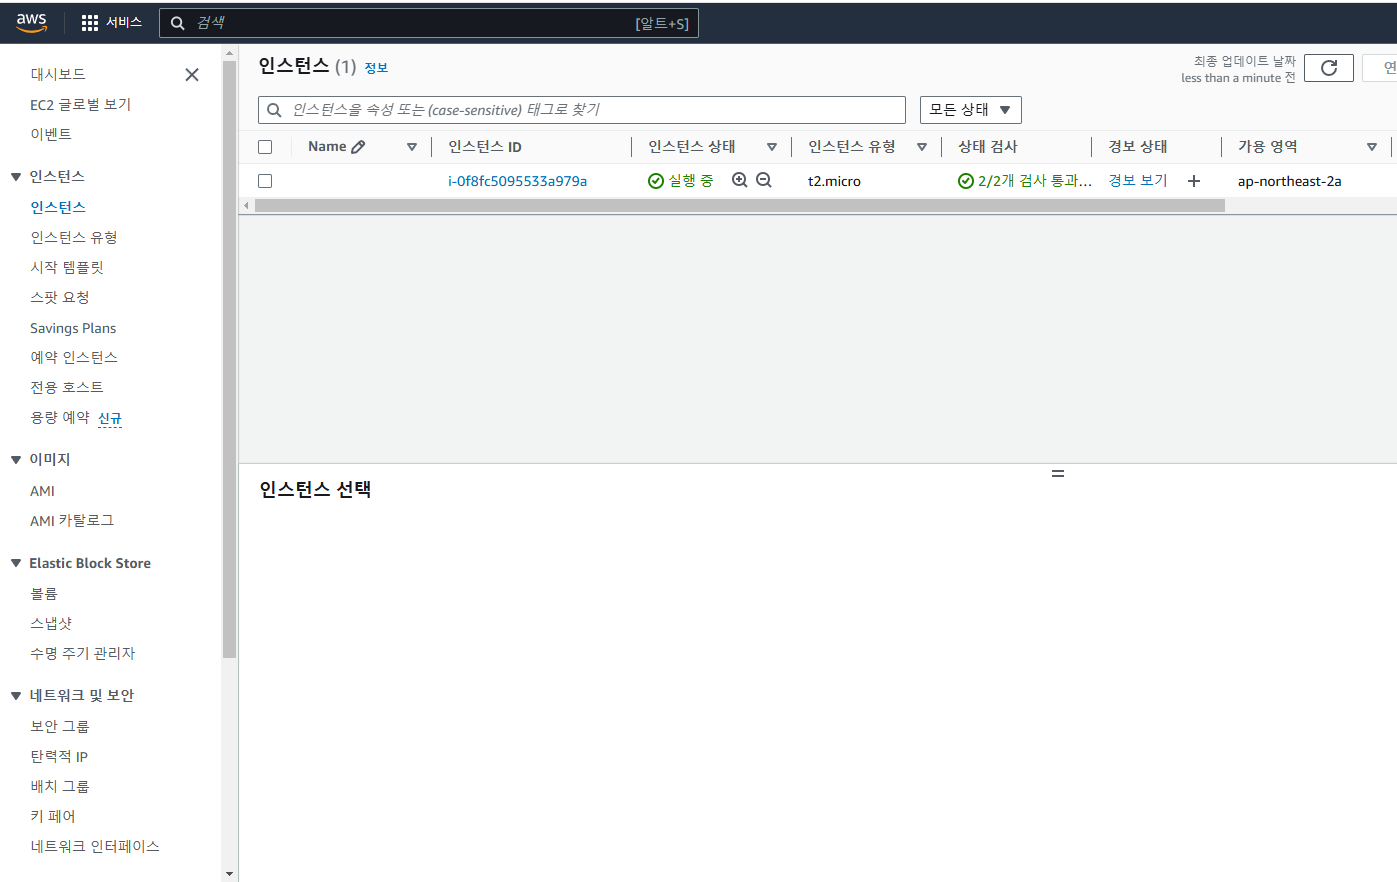 aws
서비스
검색
[알트+S]
대시보드
EC2 글로벌 보기
이벤트
인스턴스
인스턴스
인스턴스 유형
시작 템플릿
스팟 요청
Savings Plans
예약 인스턴스
전용 호스트
용량 예약 신규
이미지
AMI
AMI 카탈로그
Elastic Block Store
볼륨
스냅샷
수명 주기 관리자
네트워크 및 보안
보안 그룹
탄력적 IP
배치 그룹
키 페어
네트워크 인터페이스
인스턴스 (1) 정보
최종 업데이트 날짜
less than a minute 전
연
인스턴스을 속성 또는 (case-sensitive) 태그로 찾기
모든 상태
Name 인스턴스 ID 인스턴스 상태 인스턴스 유형 상태 검사 경보 상태 가용 영역
i-0f8fc5095533a979a 실행 중 t2.micro 2/2개 검사 통과... 경보 보기 ap-northeast-2a
인스턴스 선택